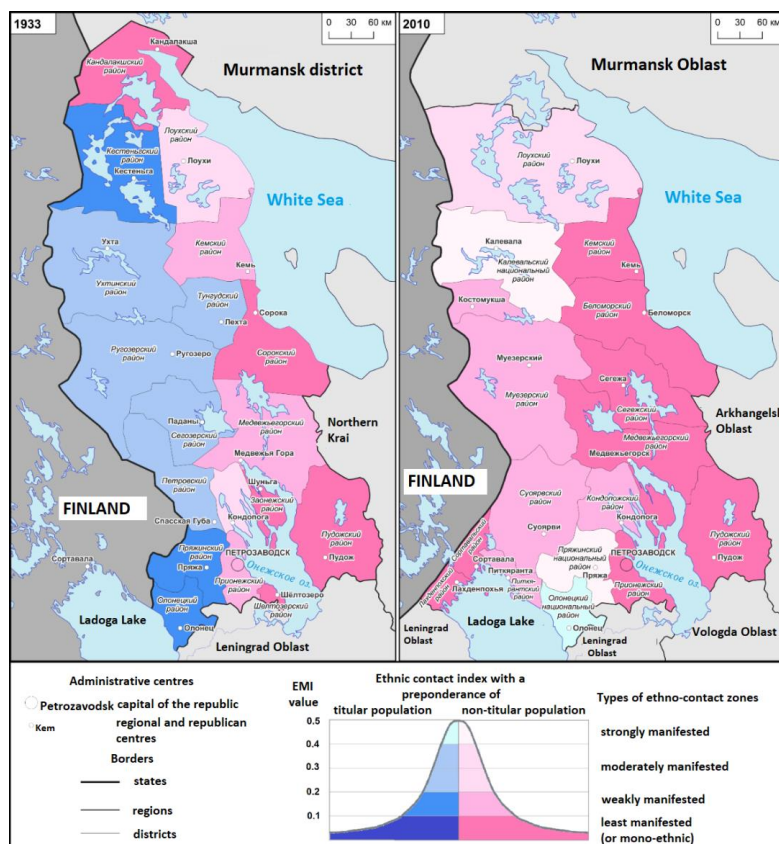 1933
0 30 60 км
Murmansk district
Кандалакша
Кандалакшский
район
Лоухский
район
Лоухи
Кестеньгский
район
Кестеньга
White Sea
Ухта
Ухтинский
район
Кемский
район
Кемь
Тунгудский
район
Лехта
Сорока
Сорокский
район
Ругозеро
Ругозерский
район
Паданы
Сегозерский
район
Медвежьегорский
район
Медвежья Гора
Northern
Krai
Петровский
район
Шуньга
Заонежский
район
FINLAND
Спасская Губа
Кондопога
Пудожский
район
Пудож
Пряжинский
район
Пряжа
ПЕТРОЗАВОДСК
Онежское оз.
Сортавала
Прионежский
район
Шёлтозеро
Шелтозерский
район
Олонецкий
район
Олонец
Ladoga Lake
Leningrad Oblast
2010
0 30 60 км
Murmansk Oblast
Лоухский
район
Лоухи
White Sea
Калевала
Калевальский
национальный
район
Кемский
район
Кемь
Костомукша
Беломорский
район
Беломорск
Муезерский
Муезерский
район
Сегежа
Сегежский
район
Arkhangelsk
Oblast
Медвежьегорский
район
Медвежьегорск
FINLAND
Суоярвский
район
Суоярви
Кондопожский
район
Кондопога
Пудожский
район
Пудож
Сортавальский
район
Лахденпохский
район
Сортавала
Лахденпохья
Питкяранта
Питкя-
рантский
район
Пряжинский
национальный
район
Пряжа
ПЕТРОЗАВОДСК
Онежское оз.
Прионежский
район
Олонецкий
национальный
район
Олонец
Leningrad
Oblast
Ladoga Lake
Leningrad
Oblast
Vologda Oblast
Administrative centres
Petrozavodsk capital of the republic
Kem regional and republican
centres
Borders
states
regions
districts
EMI
value
Ethnic contact index with a
preponderance of
titular population non-titular population
0.5
0.4
0.2
0.1
Types of ethno-contact zones
strongly manifested
moderately manifested
weakly manifested
least manifested
(or mono-ethnic)